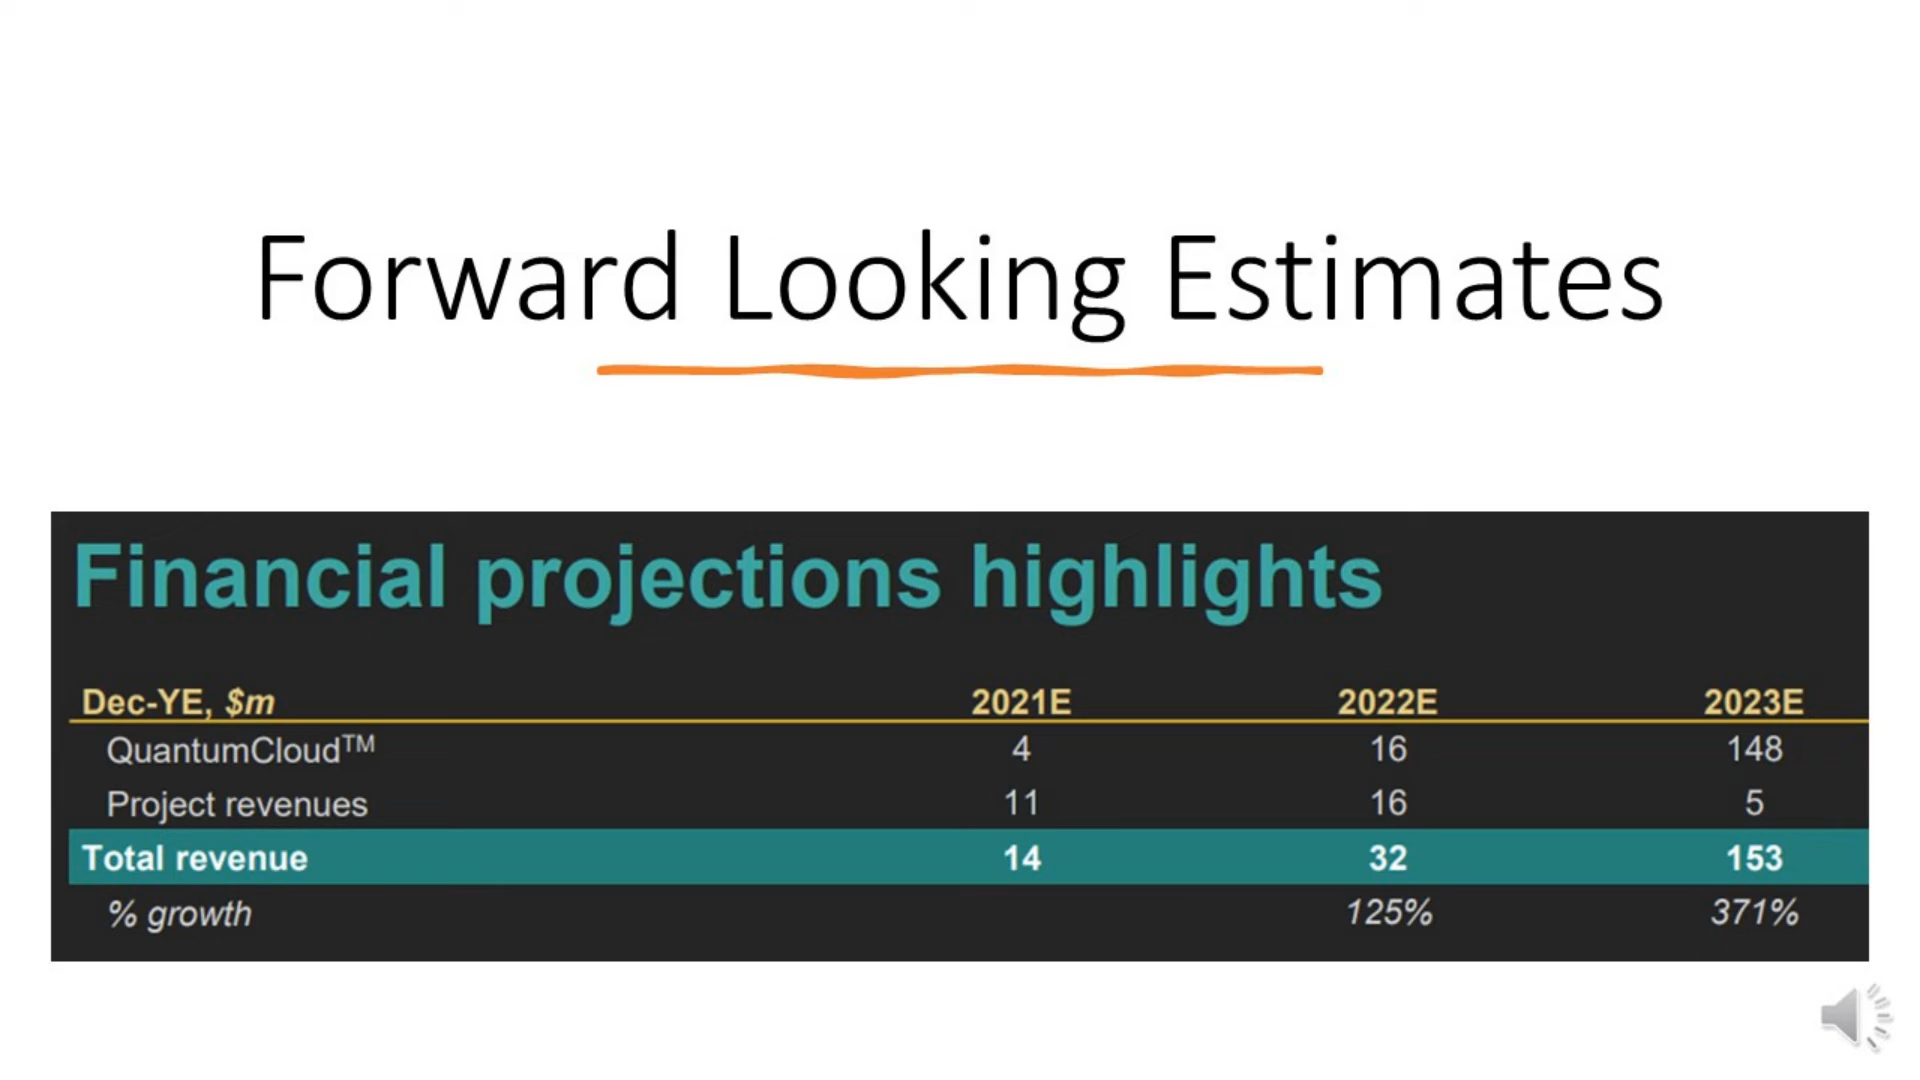 Forward Looking Estimates
Financial projections highlights
Dec-YE, $m 2021E 2022E 2023E
QuantumCloud™ 4 16 148
Project revenues 11 16 5
Total revenue 14 32 153
% growth 125% 371%